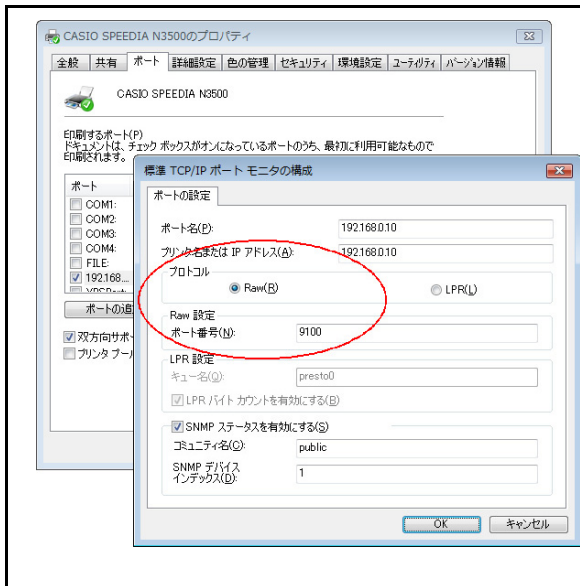 CASIO SPEEDIA N3500のプロパティ
全般 共有 ポート 詳細設定 色の管理 セキュリティ 環境設定 ユーティリティ バージョン情報
CASIO SPEEDIA N3500
印刷するポート(P)
ドキュメントは、チェック ボックスがオンになっているポートのうち、最初に利用可能なもので
印刷されます。
ポート
COM1:
COM2:
COM3:
COM4:
FILE:
192.168....
ポートの追
双方向サポー
プリンタ プール
標準 TCP/IP ポート モニタの構成
ポートの設定
ポート名(P): 192.168.0.10
プリンタ名または IP アドレス(A): 192.168.0.10
プロトコル
Raw(R) LPR(L)
Raw 設定
ポート番号(N): 9100
LPR 設定
キュー名(Q): presto0
LPR バイト カウントを有効にする(B)
SNMP ステータスを有効にする(S)
コミュニティ名(C): public
SNMP デバイス
インデックス(D): 1
OK キャンセル